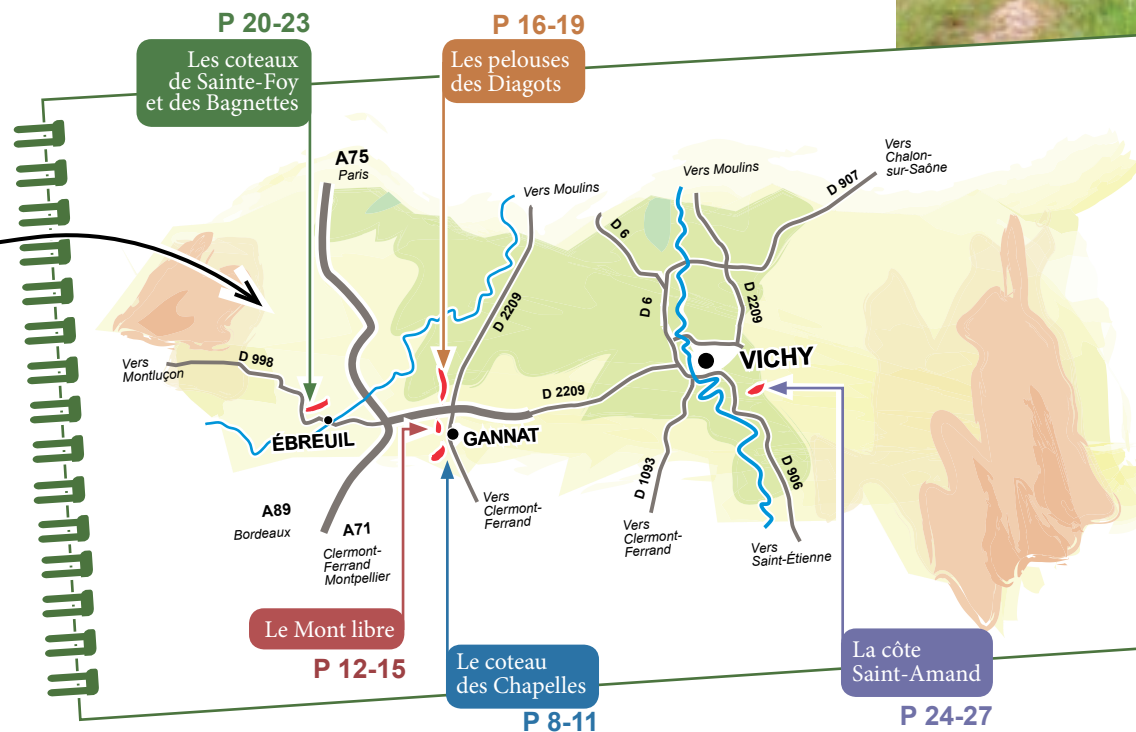 P 20-23
Les coteaux
de Sainte-Foy
et des Bagnettes
P 16-19
Les pelouses
des Diagots
A75
Paris
Vers Moulins
Vers Moulins
Vers
Chalon-
sur-Saône
D 907
D 6
D 6
D 2209
D 2209
Vers
Montluçon
D 998
ÉBREUIL
GANNAT
D 2209
VICHY
A89
Bordeaux
A71
Clermont-
Ferrand
Montpellier
Vers
Clermont-
Ferrand
D 1093
Vers
Clermont-
Ferrand
D 906
Vers
Saint-Étienne
Le Mont libre
P 12-15
Le coteau
des Chapelles
P 8-11
La côte
Saint-Amand
P 24-27